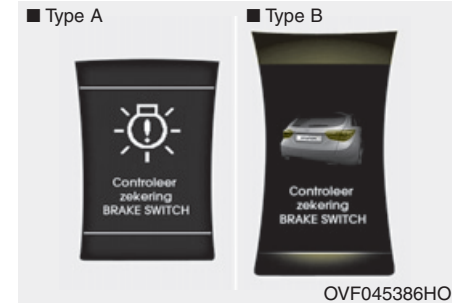 ■ Type A
■ Type B
Controleer
zekering
BRAKE SWITCH
Controleer
zekering
BRAKE SWITCH
OVF045386HO